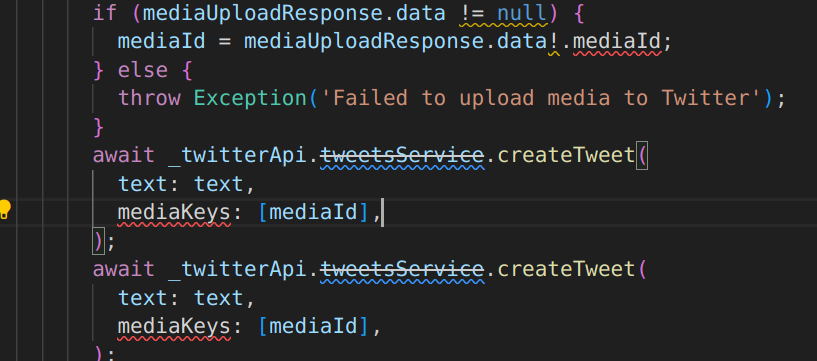 if (mediaUploadResponse.data != null) {
mediaId = mediaUploadResponse.data!.mediaId;
} else {
throw Exception('Failed to upload media to Twitter');
}
await _twitterApi.tweetsService.createTweet(
text: text,
mediaKeys: [mediaId],
);
await _twitterApi.tweetsService.createTweet(
text: text,
mediaKeys: [mediaId],
);